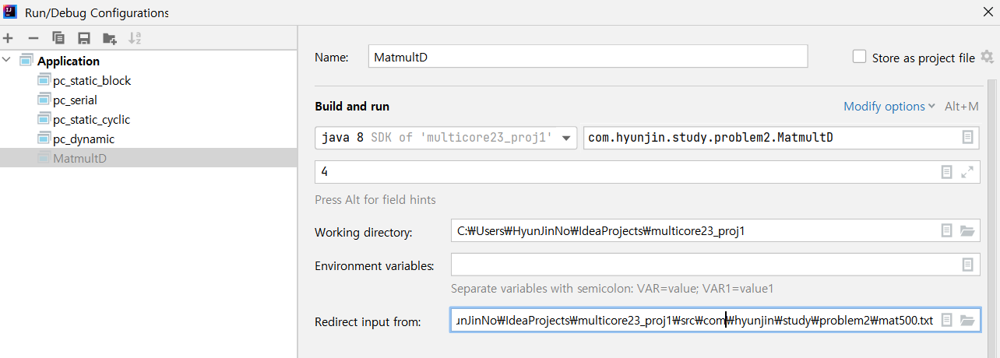 Run/Debug Configurations
Application
pc_static_block
pc_serial
pc_static_cyclic
pc_dynamic
MatmultD
Name:
MatmultD
Store as project file
Build and run
Modify options
Alt+M
java 8 SDK of 'multicore23_proj1'
com.hyunjin.study.problem2.MatmultD
4
Press Alt for field hints
Working directory:
C:₩Users₩HyunJinNo₩IdeaProjects₩multicore23_proj1
Environment variables:
Separate variables with semicolon: VAR=value; VAR1=value1
Redirect input from:
unJinNo₩IdeaProjects₩multicore23_proj1₩src₩com₩hyunjin₩study₩problem2₩mat500.txt